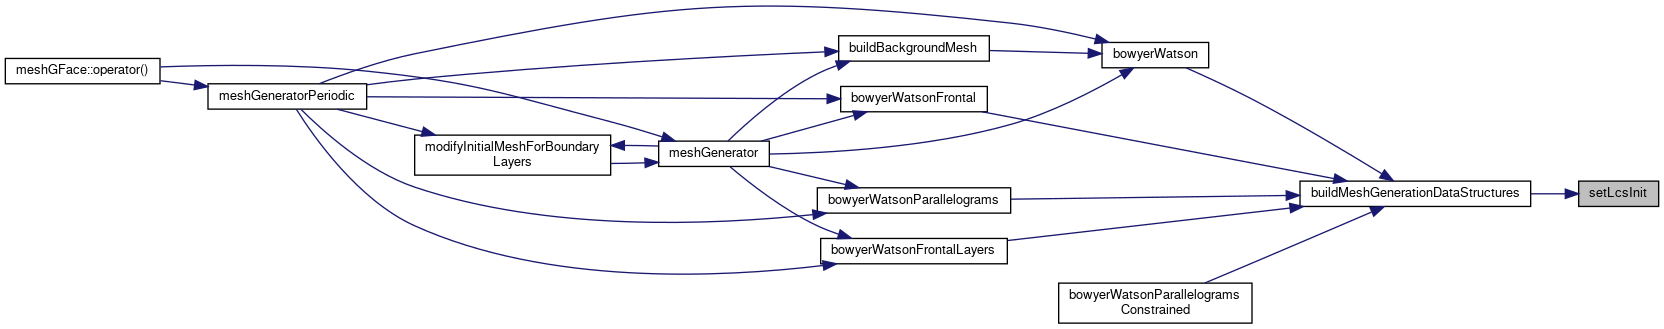 meshGFace::operator()
meshGeneratorPeriodic
modifyInitialMeshForBoundary
Layers
meshGenerator
buildBackgroundMesh
bowyerWatsonFrontal
bowyerWatsonParallelograms
bowyerWatsonFrontalLayers
bowyerWatson
bowyerWatsonParallelograms
Constrained
buildMeshGenerationDataStructures
setLcsInit